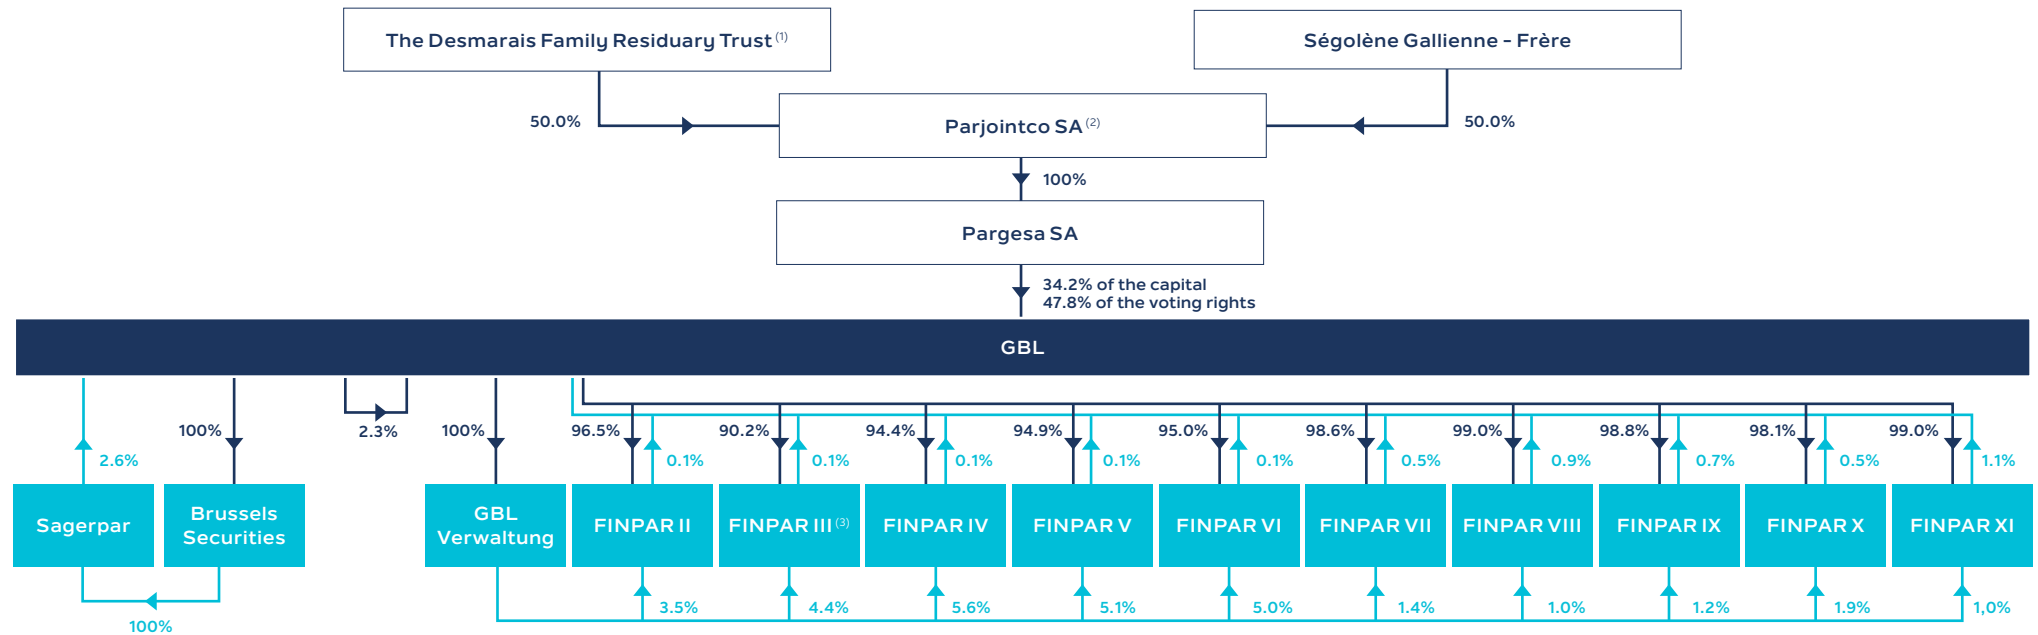 The Desmarais Family Residuary Trust (1)
Ségolène Gallienne - Frère
50.0%
Parjointco SA (2)
50.0%
100%
Pargesa SA
34.2% of the capital
47.8% of the voting rights
GBL
100%
2.3%
100%
96.5%
90.2%
94.4%
94.9%
95.0%
98.6%
99.0%
98.8%
98.1%
99.0%
2.6%
0.1%
0.1%
0.1%
0.1%
0.1%
0.5%
0.9%
0.7%
0.5%
1.1%
Sagerpar
Brussels
Securities
GBL
Verwaltung
FINPAR II
FINPAR III (3)
FINPAR IV
FINPAR V
FINPAR VI
FINPAR VII
FINPAR VIII
FINPAR IX
FINPAR X
FINPAR XI
3.5%
4.4%
5.6%
5.1%
5.0%
1.4%
1.0%
1.2%
1.9%
1,0%
100%